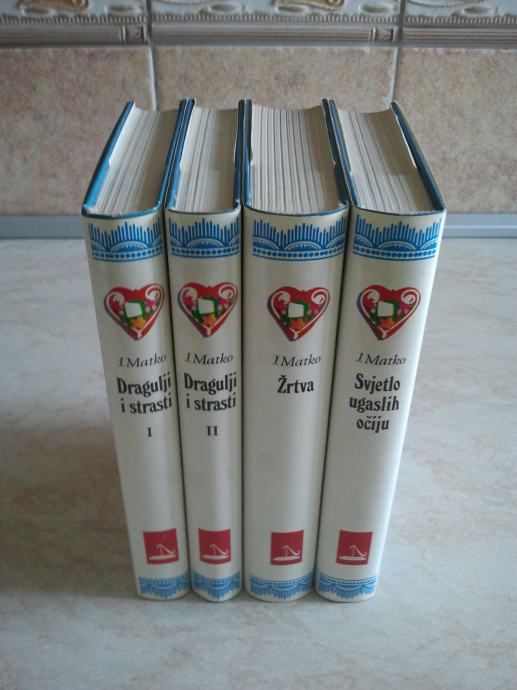 J. Matko
Dragulji
i strasti
I
J. Matko
Dragulji
i strasti
II
J. Matko
Žrtva
J. Matko
Svjetlo
ugaslih
očiju